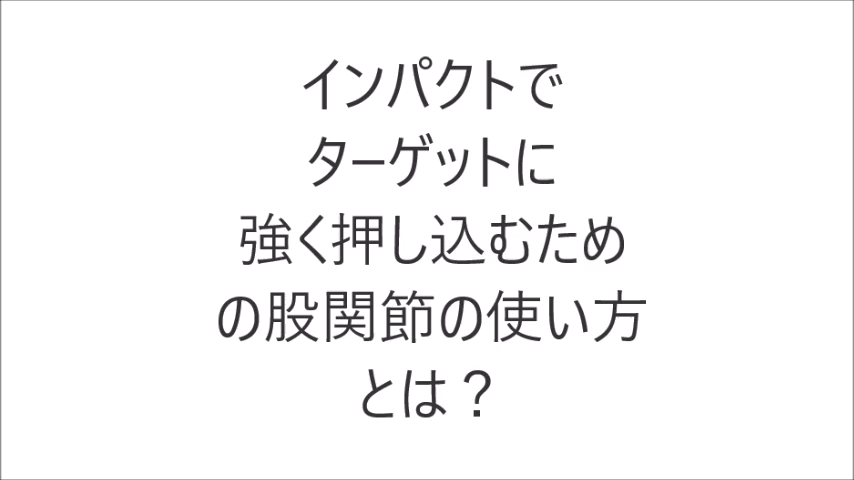 インパクトで
ターゲットに
強く押し込むため
の股関節の使い方
とは？